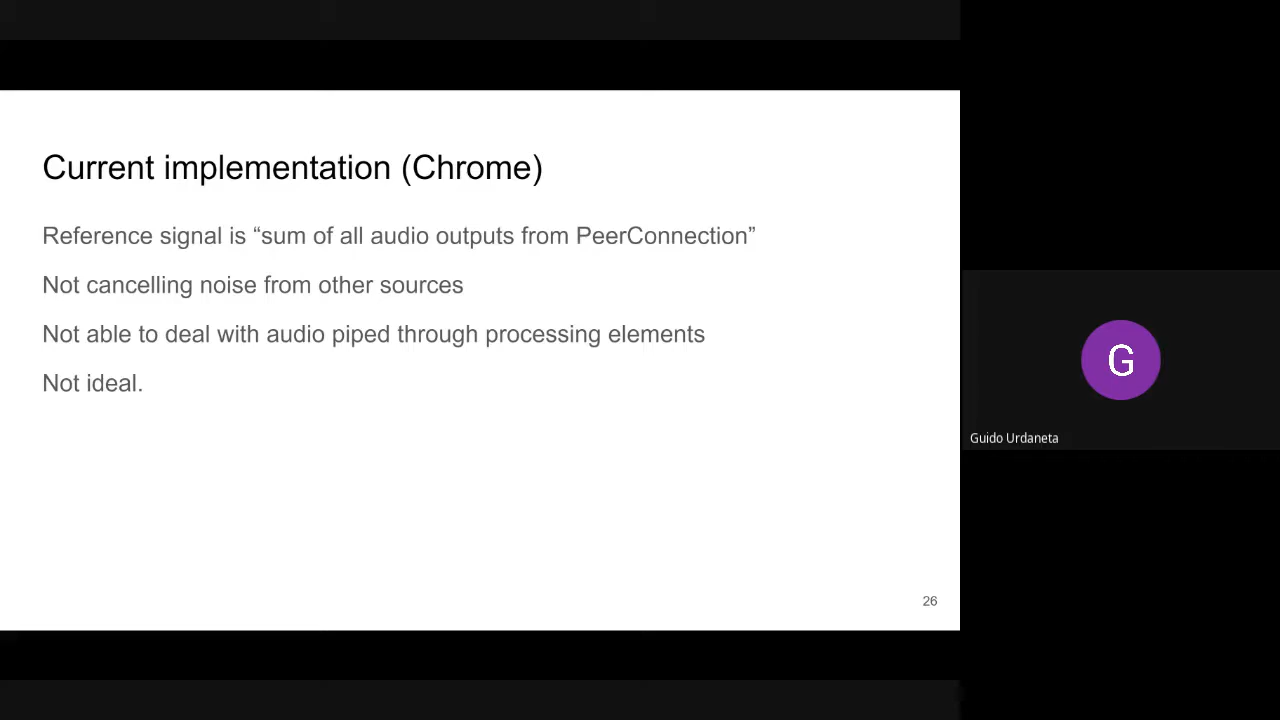 Current implementation (Chrome)
Reference signal is “sum of all audio outputs from PeerConnection”
Not cancelling noise from other sources
Not able to deal with audio piped through processing elements
Not ideal.
26
G
Guido Urdaneta